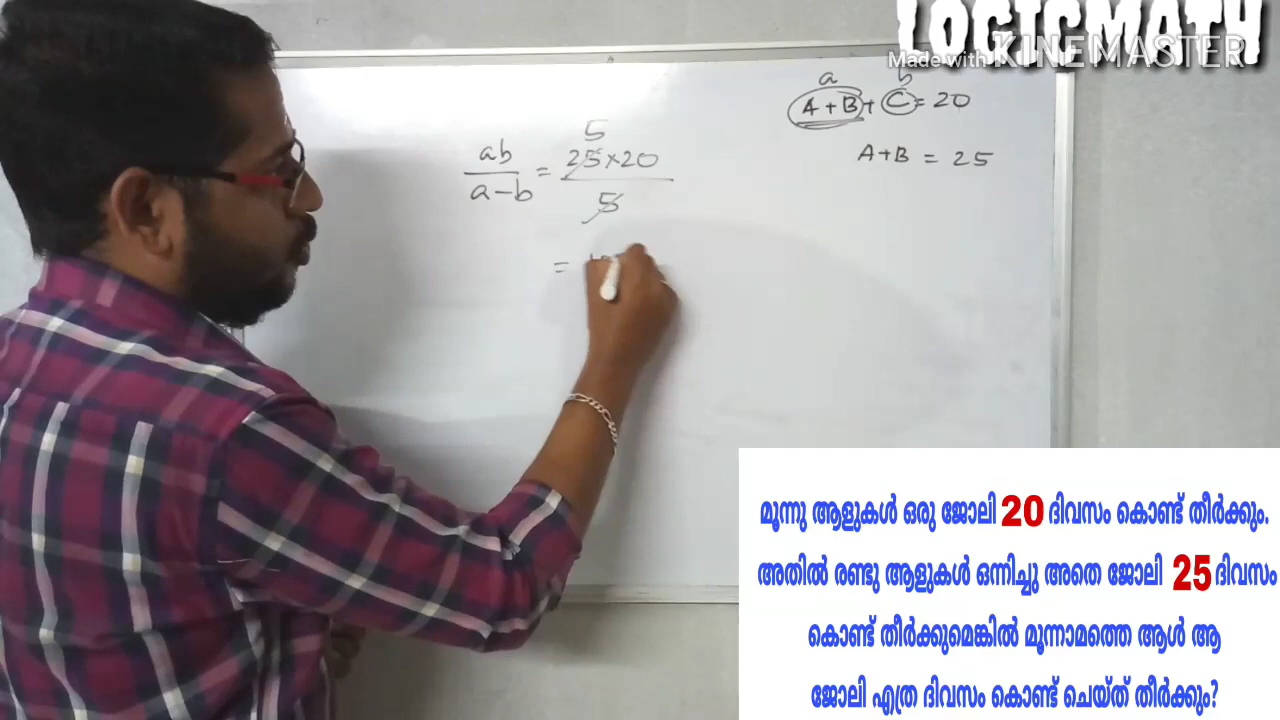 LOGICMATH
Made with KINEMASTER
a b
A + B + C = 20
A+B = 25
5
ab/a-b = 25×20/5
=
മൂന്നു ആളുകൾ ഒരു ജോലി 20 ദിവസം കൊണ്ട് തീർക്കും.
അതിൽ രണ്ടു ആളുകൾ ഒന്നിച്ചു അതെ ജോലി 25 ദിവസം
കൊണ്ട് തീർക്കുമെങ്കിൽ മൂന്നാമത്തെ ആൾ ആ
ജോലി എത്ര ദിവസം കൊണ്ട് ചെയ്ത് തീർക്കും?